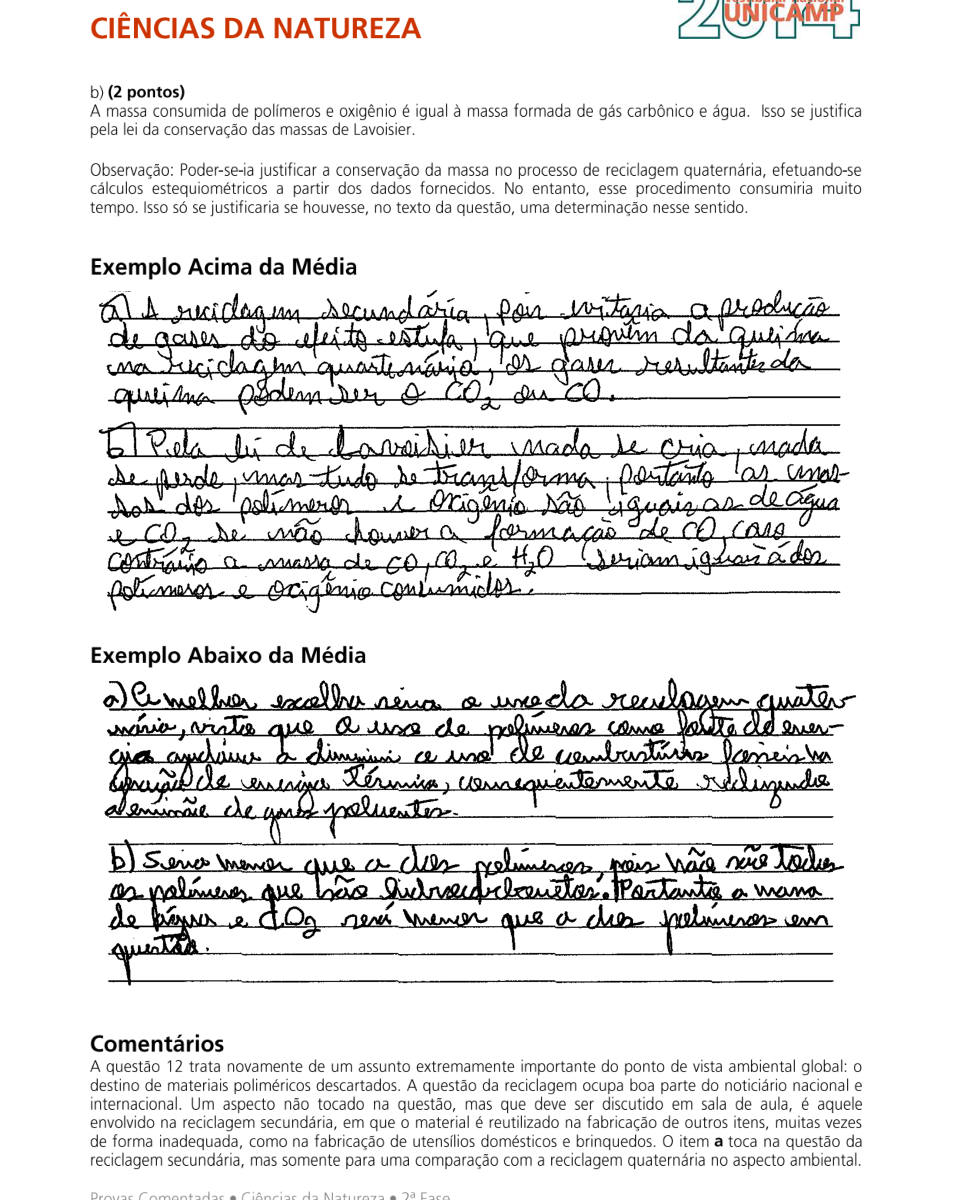 CIÊNCIAS DA NATUREZA
2014
UNICAMP
b) (2 pontos)
A massa consumida de polímeros e oxigênio é igual à massa formada de gás carbônico e água. Isso se justifica
pela lei da conservação das massas de Lavoisier.
Observação: Poder-se-ia justificar a conservação da massa no processo de reciclagem quaternária, efetuando-se
cálculos estequiométricos a partir dos dados fornecidos. No entanto, esse procedimento consumiria muito
tempo. Isso só se justificaria se houvesse, no texto da questão, uma determinação nesse sentido.
Exemplo Acima da Média
a) A reciclagem secundária, pois evitaria a produção
de gases do efeito estufa, que provêm da queima
na reciclagem quarternária, os gases resultantes da
queima podem ser o CO2 ou CO.
b) Pela lei de Lavoisier nada se cria, nada
se perde, mas tudo se transforma, portanto as mas-
sas dos polímeros e oxigênio são iguais as de água
e CO2 se não houver a formação de CO, caso
contrário a massa de CO, CO2 e H2O seriam iguais à dos
polímeros e oxigênio consumidos.
Exemplo Abaixo da Média
a) A melhor escolha seria o uso da reciclagem quater-
nária, visto que o uso de polímeros como fonte de ener-
gia ajudaria a diminuir o uso de combustíveis fósseis na
geração de energia térmica, consequentemente reduzindo
a emissão de gases poluentes.
b) Seria menor que a dos polímeros, pois não são todos
os polímeros que são hidrocarbonetos. Portanto a massa
de água e CO2 será menor que a dos polímeros em
questão.
Comentários
A questão 12 trata novamente de um assunto extremamente importante do ponto de vista ambiental global: o
destino de materiais poliméricos descartados. A questão da reciclagem ocupa boa parte do noticiário nacional e
internacional. Um aspecto não tocado na questão, mas que deve ser discutido em sala de aula, é aquele
envolvido na reciclagem secundária, em que o material é reutilizado na fabricação de outros itens, muitas vezes
de forma inadequada, como na fabricação de utensílios domésticos e brinquedos. O item a toca na questão da
reciclagem secundária, mas somente para uma comparação com a reciclagem quaternária no aspecto ambiental.
Provas Comentadas • Ciências da Natureza • 2ª Fase